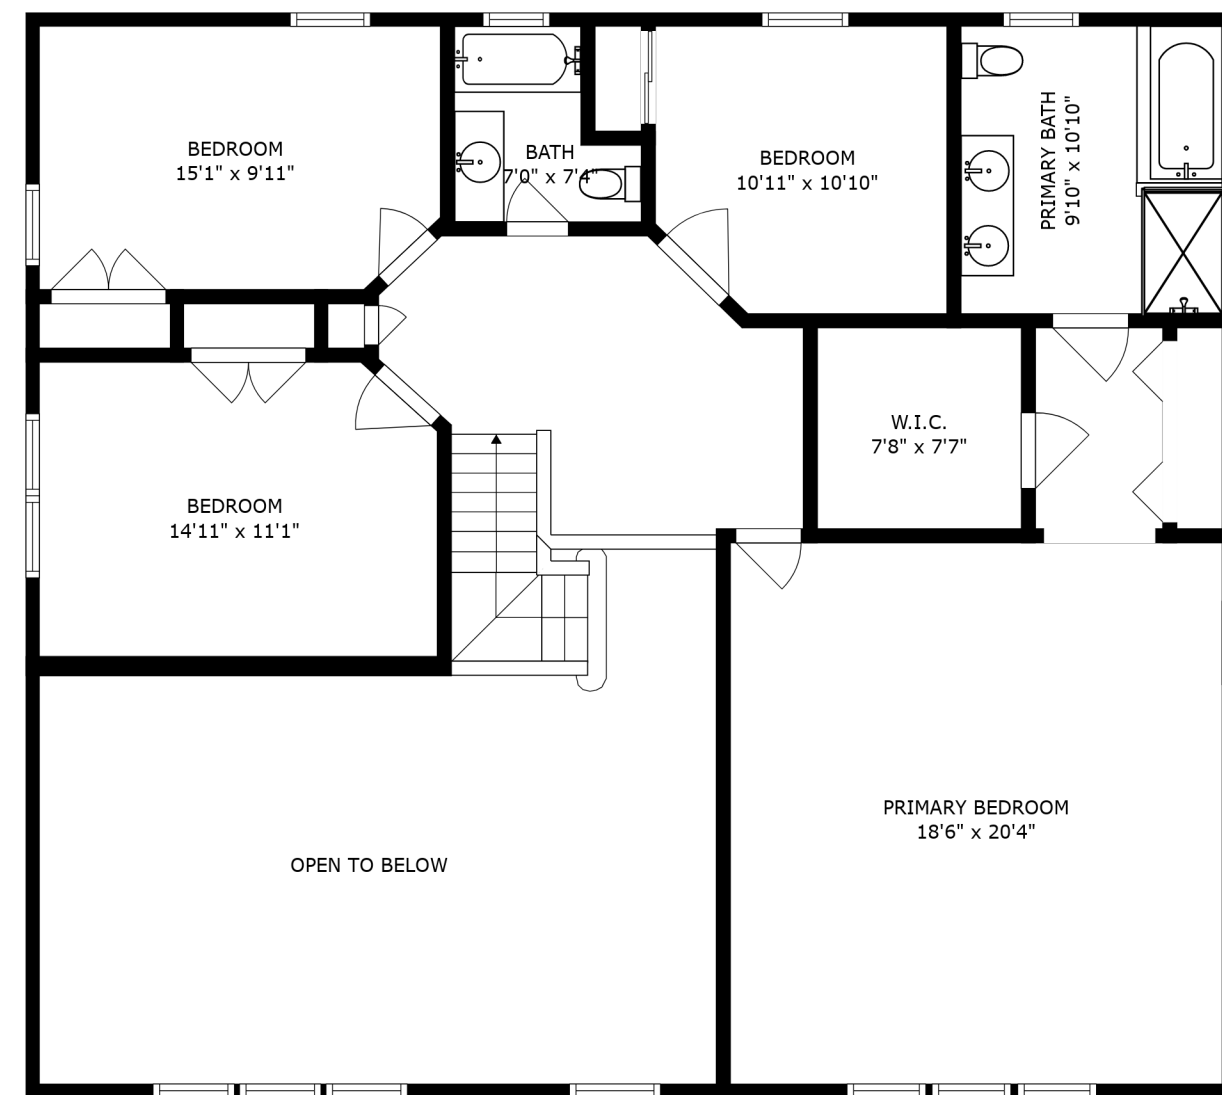 BEDROOM
15'1" x 9'11"
BATH
7'0" x 7'4"
BEDROOM
10'11" x 10'10"
PRIMARY BATH
9'10" x 10'10"
W.I.C.
7'8" x 7'7"
BEDROOM
14'11" x 11'1"
PRIMARY BEDROOM
18'6" x 20'4"
OPEN TO BELOW